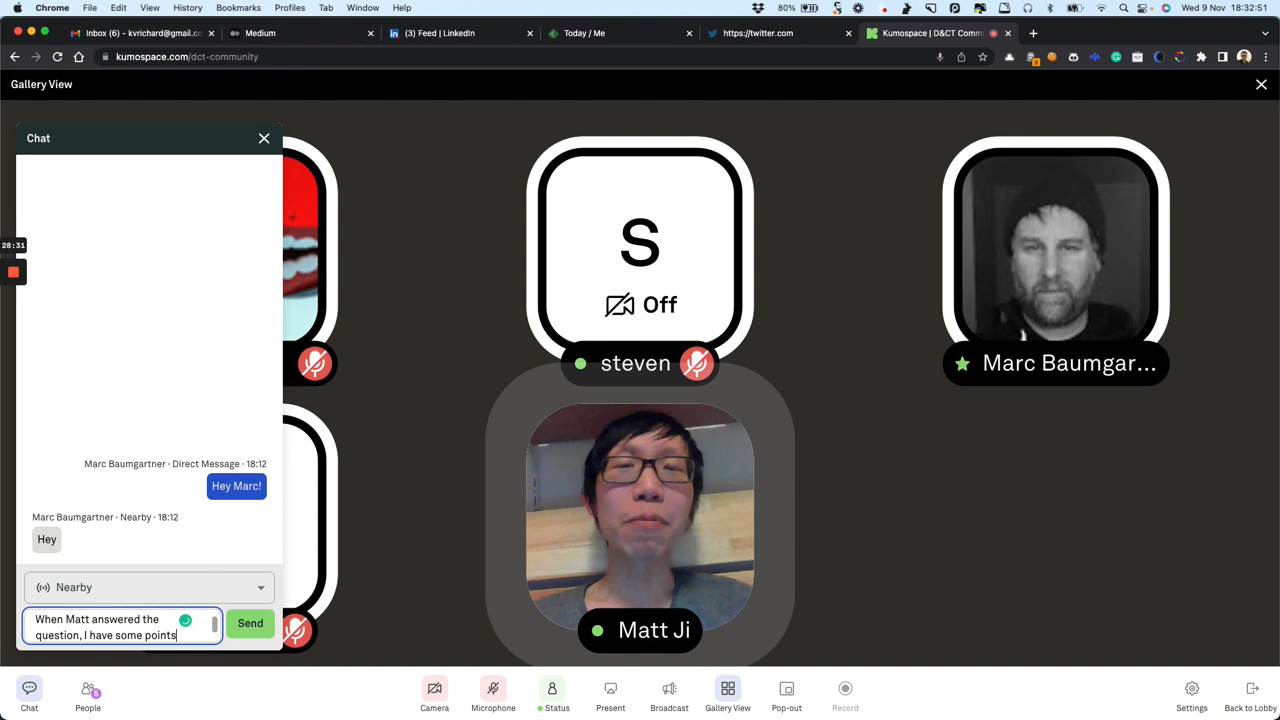 Chrome File Edit View History Bookmarks Profiles Tab Window Help 80% Wed 9 Nov 18:32:51
Inbox (6) - kvrichard@gmail.c Medium (3) Feed | LinkedIn Today / Me https://twitter.com Kumospace | D&CT Comm
kumospace.com/dct-community
Gallery View
Chat
S
28:31
Off
steven
Marc Baumgar...
Marc Baumgartner · Direct Message · 18:12
Hey Marc!
Marc Baumgartner · Nearby · 18:12
Hey
Nearby
When Matt answered the
question, I have some points
Send
Matt Ji
5
Chat People Camera Microphone Status Present Broadcast Gallery View Pop-out Record Settings Back to Lobby